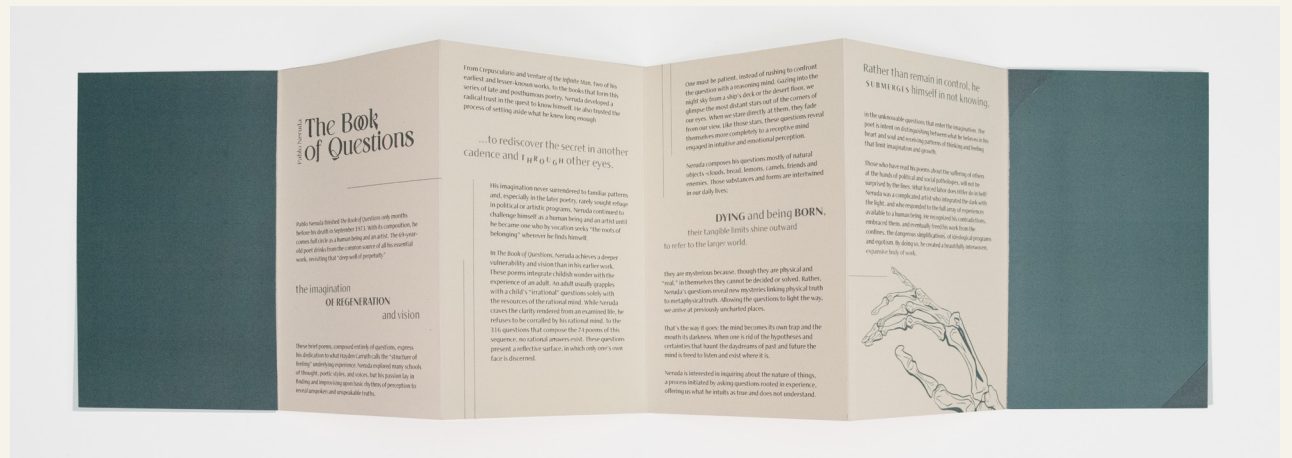 Pablo Neruda
The Book
of Questions
Pablo Neruda finished The Book of Questions only months
before his death in September 1973. With its composition, he
comes full circle as a human being and an artist. The 69-year-
old poet drinks from the common source of all his essential
work, revisiting that "deep well of perpetually."
the imagination
OF REGENERATION
and vision
These brief poems, composed entirely of questions, express
his dedication to what Hayden Carruth calls the "structure of
feeling" underlying experience. Neruda explored many schools
of thought, poetic styles, and voices, but his passion lay in
finding and improvising upon basic rhythms of perception to
reveal unspoken and unspeakable truths.
From Crepusculario and Venture of the Infinite Man, two of his
earliest and lesser-known works, to the books that form this
series of late and posthumous poetry, Neruda developed a
radical trust in the quest to know himself. He also trusted the
process of setting aside what he knew long enough
...to rediscover the secret in another
cadence and THROUGH other eyes.
His imagination never surrendered to familiar patterns
and, especially in the later poetry, rarely sought refuge
in political or artistic programs. Neruda continued to
challenge himself as a human being and an artist until
he became one who by vocation seeks "the roots of
belonging" wherever he finds himself.
In The Book of Questions, Neruda achieves a deeper
vulnerability and vision than in his earlier work.
These poems integrate childish wonder with the
experience of an adult. An adult usually grapples
with a child's "irrational" questions solely with
the resources of the rational mind. While Neruda
craves the clarity rendered from an examined life, he
refuses to be corralled by his rational mind. To the
316 questions that compose the 74 poems of this
sequence, no rational answers exist. These questions
present a reflective surface, in which only one's own
face is discerned.
One must be patient, instead of rushing to confront
the question with a reasoning mind. Gazing into the
night sky from a ship's deck or the desert floor, we
glimpse the most distant stars out of the corners of
our eyes. When we stare directly at them, they fade
from our view. Like those stars, these questions reveal
themselves more completely to a receptive mind
engaged in intuitive and emotional perception.
Neruda composes his questions mostly of natural
objects–clouds, bread, lemons, camels, friends and
enemies. Those substances and forms are intertwined
in our daily lives;
DYING and being BORN,
their tangible limits shine outward
to refer to the larger world.
They are mysterious because, though they are physical and
"real," in themselves they cannot be decided or solved. Rather,
Neruda's questions reveal new mysteries linking physical truth
to metaphysical truth. Allowing the questions to light the way,
we arrive at previously uncharted places.
That's the way it goes: the mind becomes its own trap and the
mouth its darkness. When one is rid of the hypotheses and
certainties that haunt the daydreams of past and future the
mind is freed to listen and exist where it is.
Neruda is interested in inquiring about the nature of things,
a process initiated by asking questions rooted in experience,
offering us what he intuits as true and does not understand.
Rather than remain in control, he
SUBMERGES himself in not knowing,
in the unknowable questions that enter the imagination. The
poet is intent on distinguishing between what he believes in his
heart and soul and receiving patterns of thinking and feeling
that limit imagination and growth.
Those who have read his poems about the suffering of others
at the hands of political and social pathologies, will not be
surprised by the lines: What forced labor does Hitler do in hell?
Neruda was a complicated artist who integrated the dark with
the light, and who responded to the full array of experiences
available to a human being. He recognized his contradictions,
embraced them, and eventually freed his work from the
confines, the dangerous simplifications, of ideological programs
and egotism. By doing so, he created a beautifully interwoven,
expansive body of work.